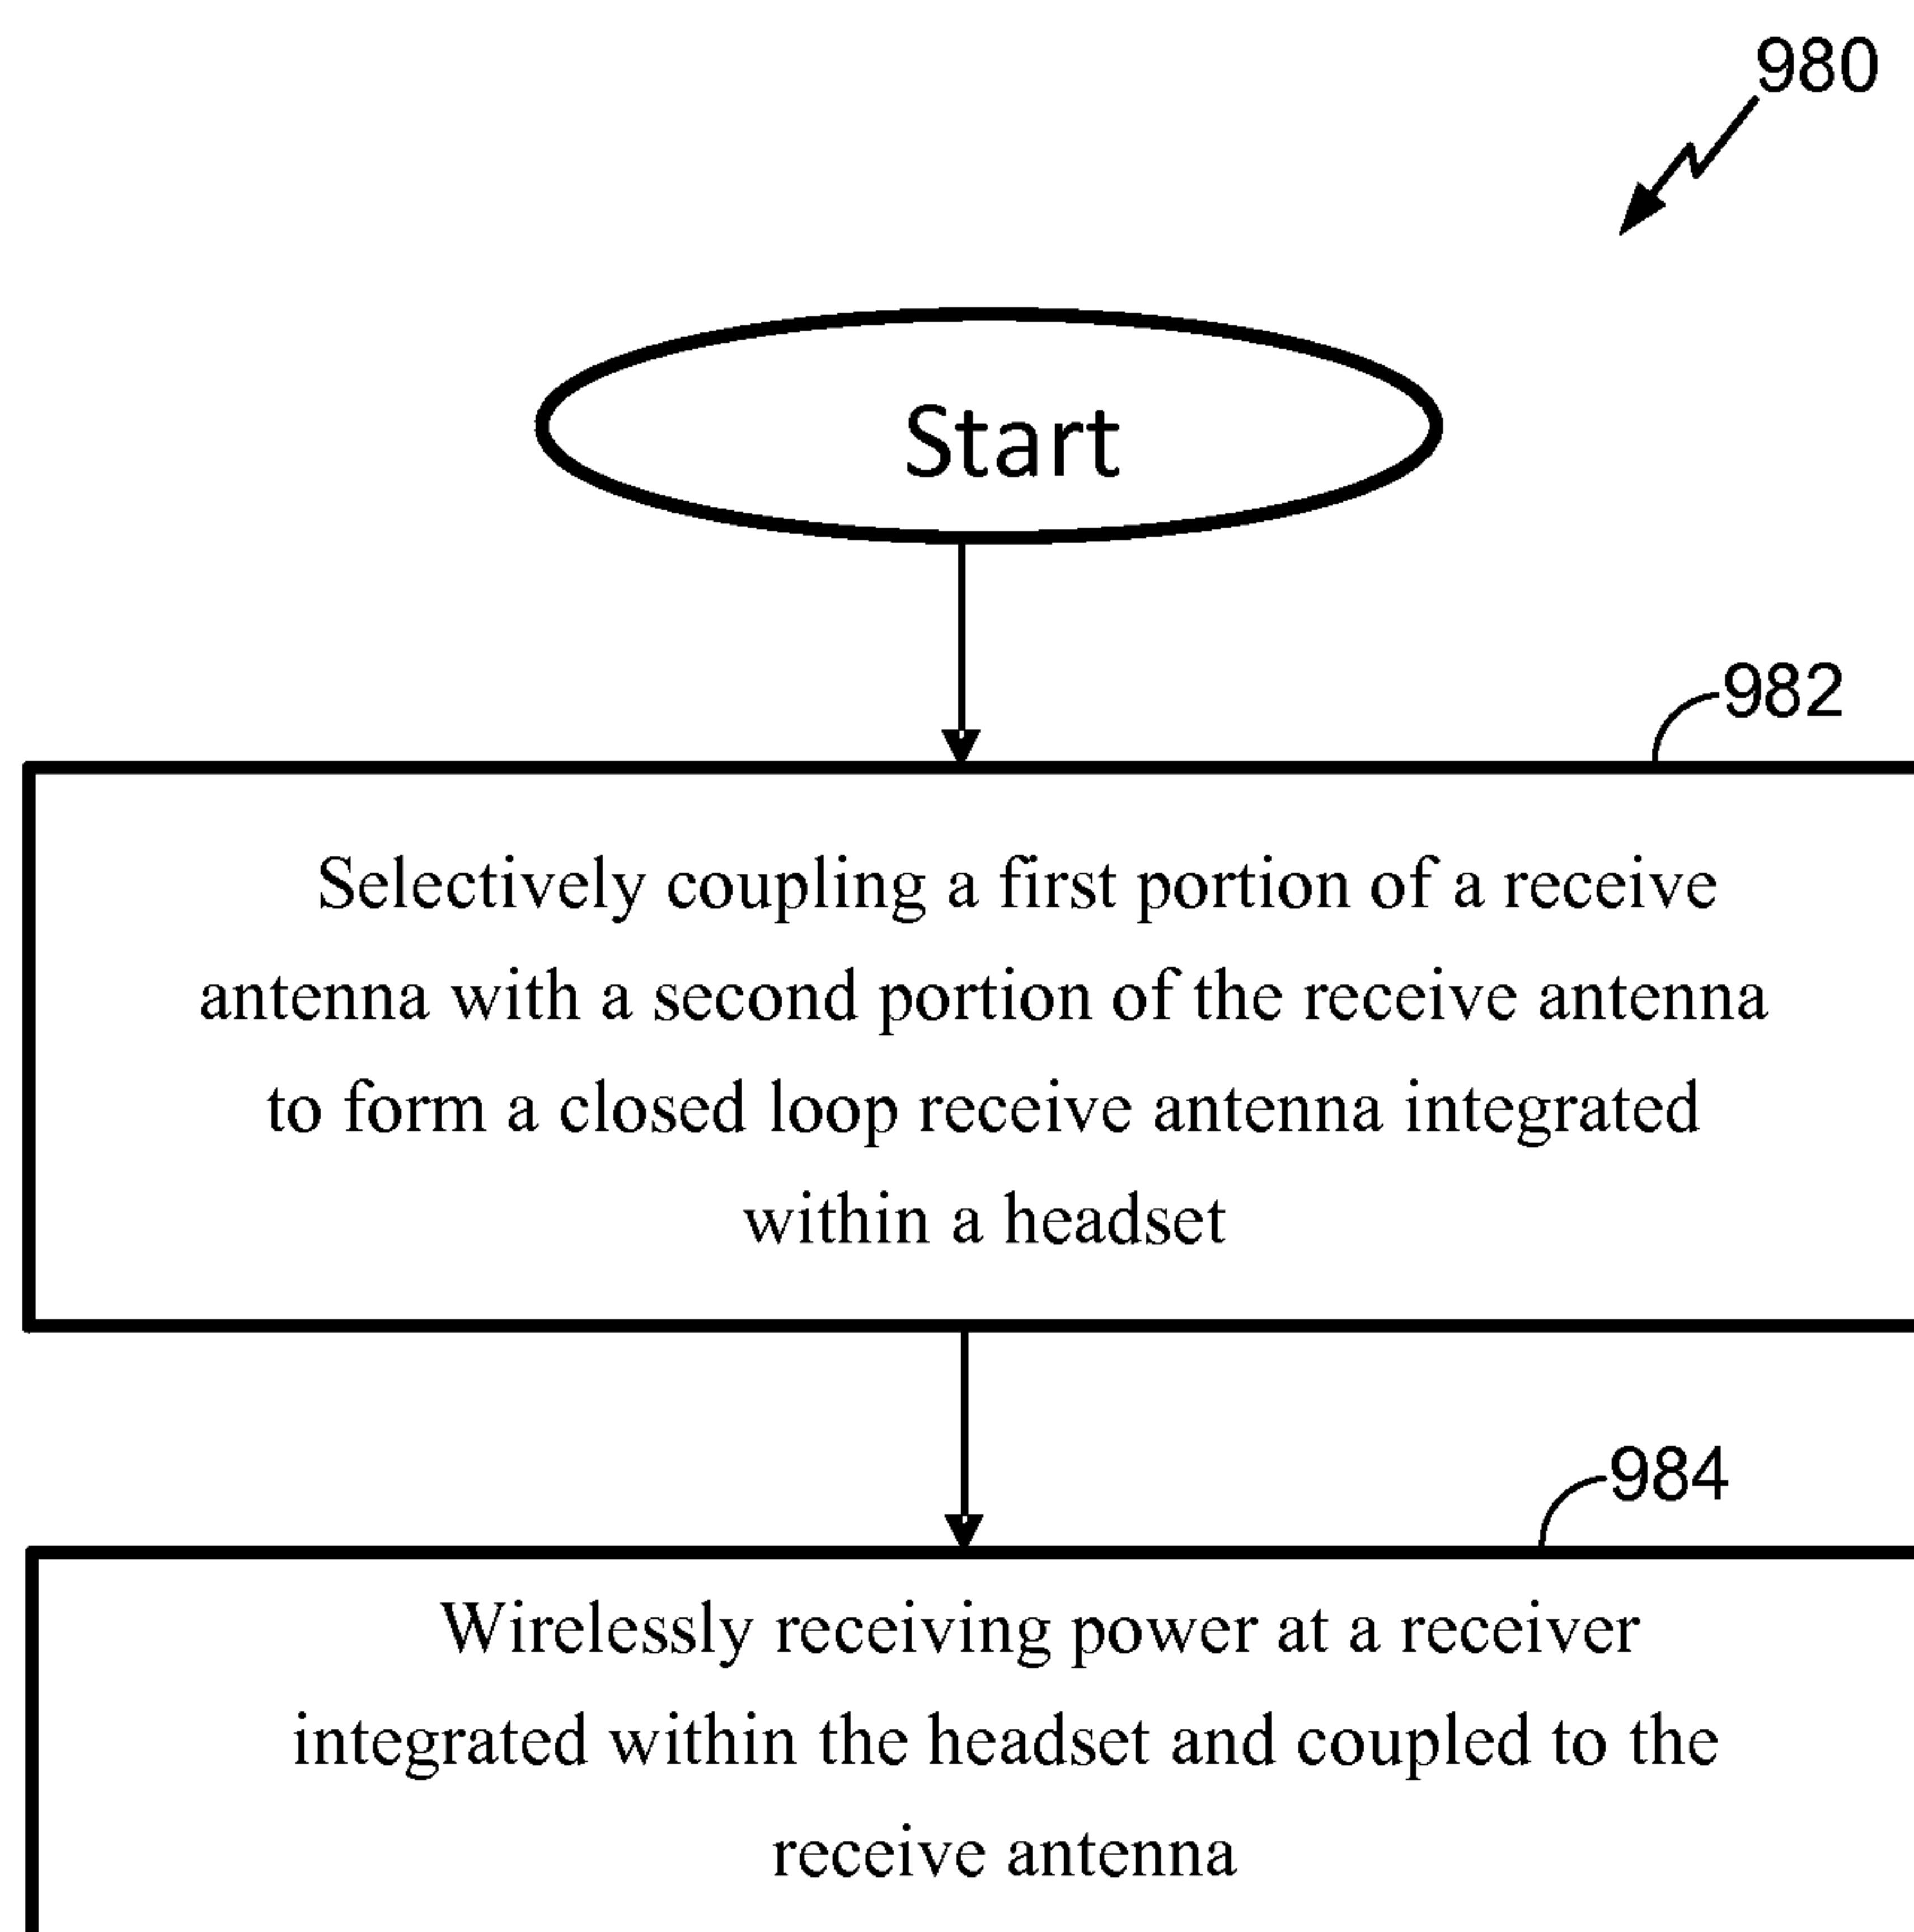 980
Start
982
Selectively coupling a first portion of a receive
antenna with a second portion of the receive antenna
to form a closed loop receive antenna integrated
within a headset
984
Wirelessly receiving power at a receiver
integrated within the headset and coupled to the
receive antenna